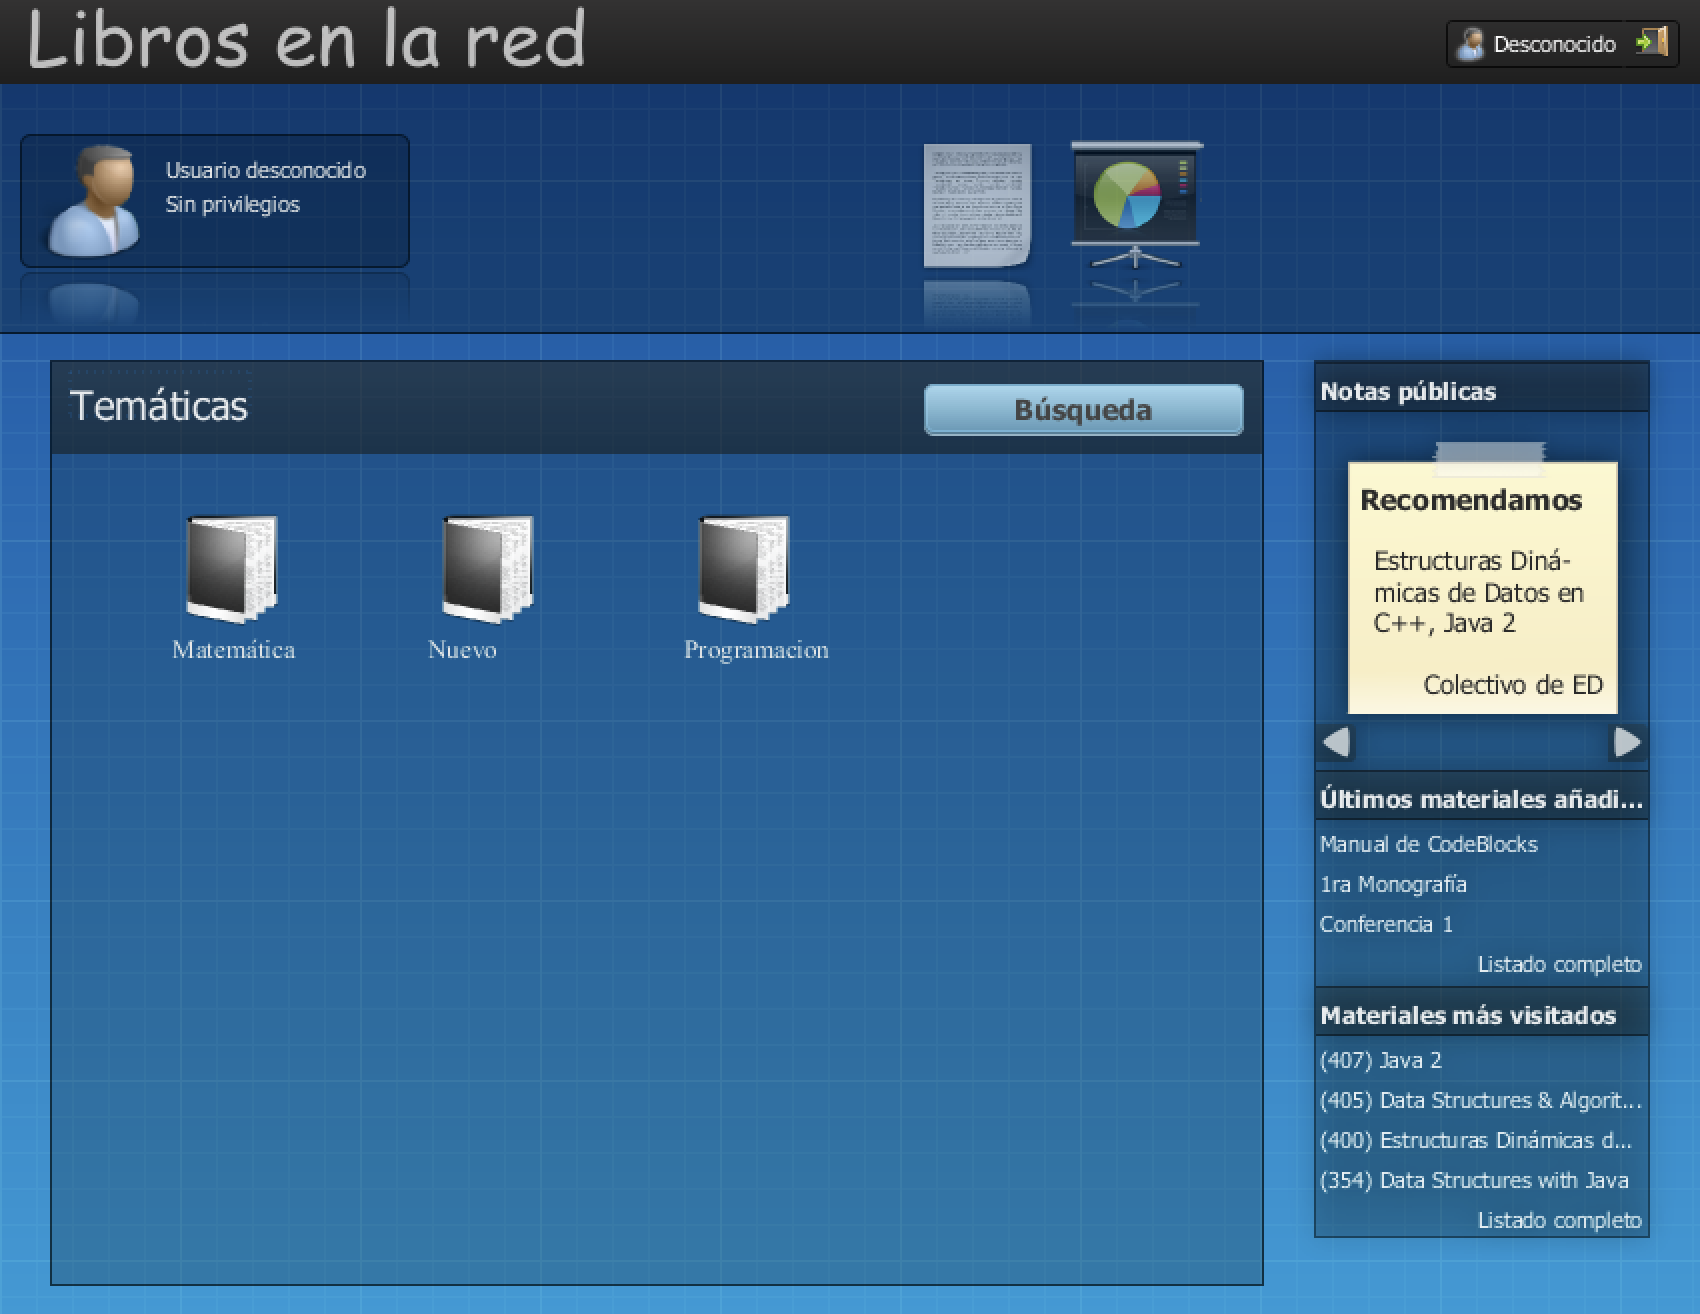 Libros en la red
Desconocido
Usuario desconocido
Sin privilegios
Temáticas
Búsqueda
Matemática
Nuevo
Programacion
Notas públicas
Recomendamos
Estructuras Diná-
micas de Datos en
C++, Java 2
Colectivo de ED
Últimos materiales añadi...
Manual de CodeBlocks
1ra Monografía
Conferencia 1
Listado completo
Materiales más visitados
(407) Java 2
(405) Data Structures & Algorit...
(400) Estructuras Dinámicas d...
(354) Data Structures with Java
Listado completo